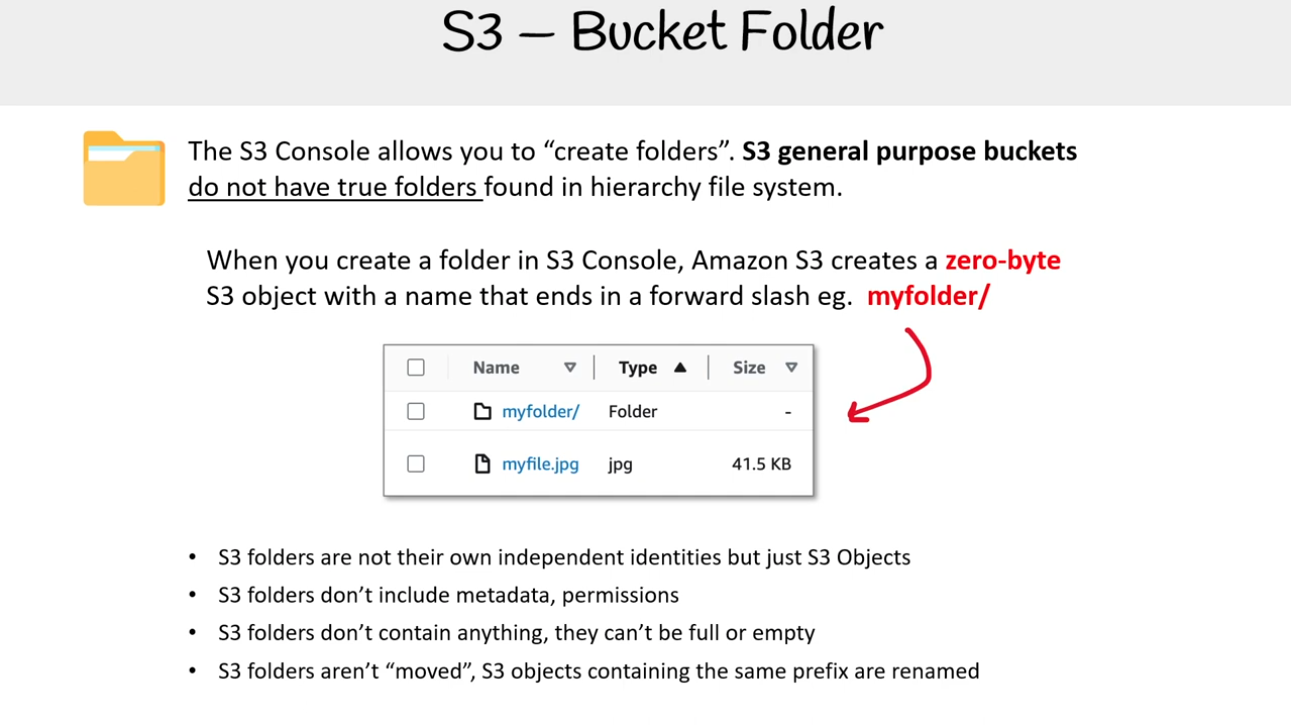 S3 – Bucket Folder
The S3 Console allows you to “create folders”. S3 general purpose buckets
do not have true folders found in hierarchy file system.
When you create a folder in S3 Console, Amazon S3 creates a zero-byte
S3 object with a name that ends in a forward slash eg. myfolder/
Name Type Size
myfolder/ Folder -
myfile.jpg jpg 41.5 KB
• S3 folders are not their own independent identities but just S3 Objects
• S3 folders don’t include metadata, permissions
• S3 folders don’t contain anything, they can’t be full or empty
• S3 folders aren’t “moved”, S3 objects containing the same prefix are renamed